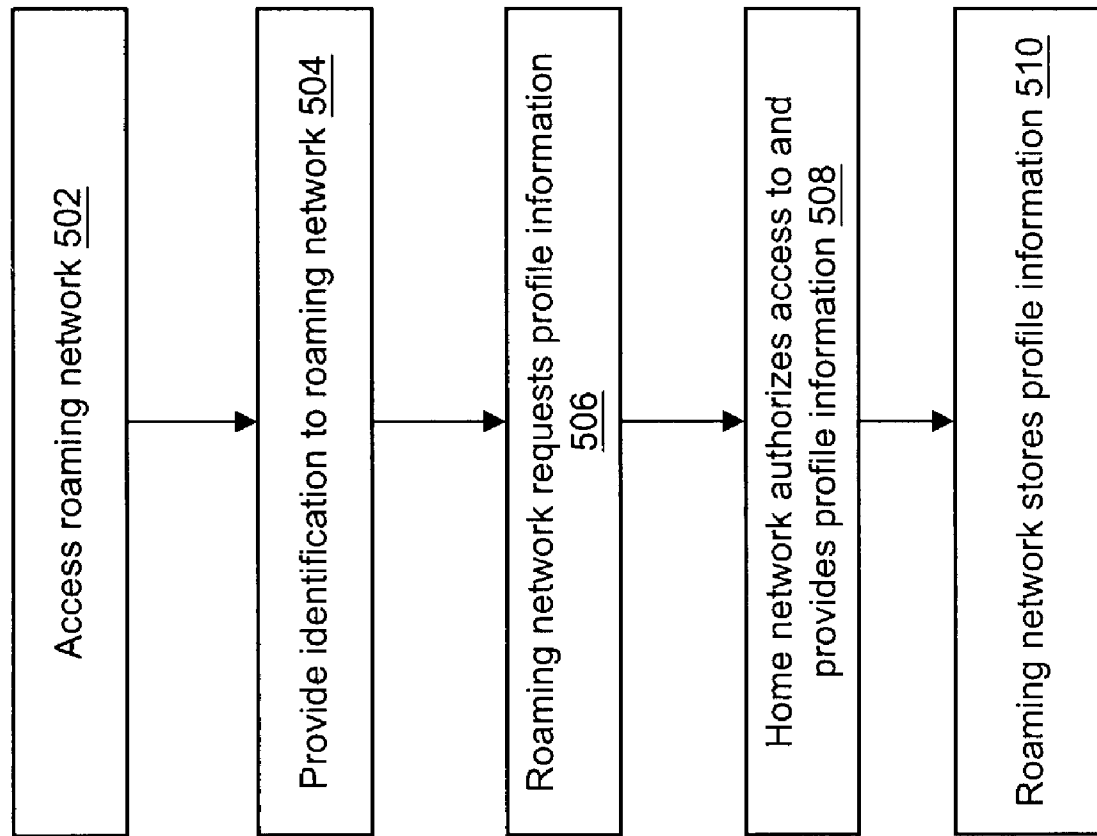 Access roaming network 502
Provide identification to roaming network 504
Roaming network requests profile information
506
Home network authorizes access to and
provides profile information 508
Roaming network stores profile information 510